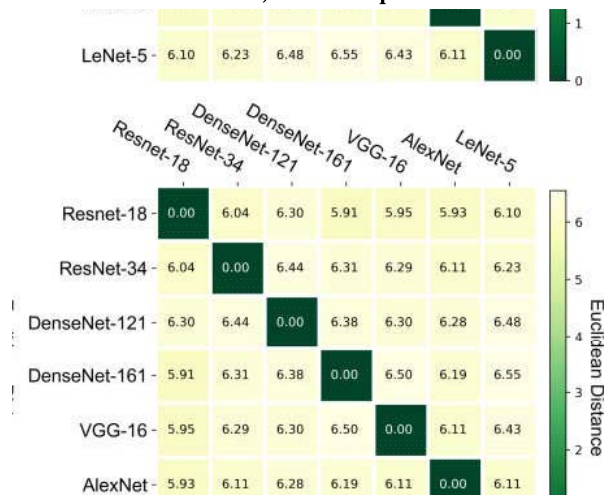 1
LeNet-5 6.10 6.23 6.48 6.55 6.43 6.11 0.00
0
Resnet-18 ResNet-34 DenseNet-121 DenseNet-161 VGG-16 AlexNet LeNet-5
Resnet-18 0.00 6.04 6.30 5.91 5.95 5.93 6.10
6
ResNet-34 6.04 0.00 6.44 6.31 6.29 6.11 6.23
5
DenseNet-121 6.30 6.44 0.00 6.38 6.30 6.28 6.48
4
DenseNet-161 5.91 6.31 6.38 0.00 6.50 6.19 6.55
3
VGG-16 5.95 6.29 6.30 6.50 0.00 6.11 6.43
2
AlexNet 5.93 6.11 6.28 6.19 6.11 0.00 6.11
Euclidean Distance